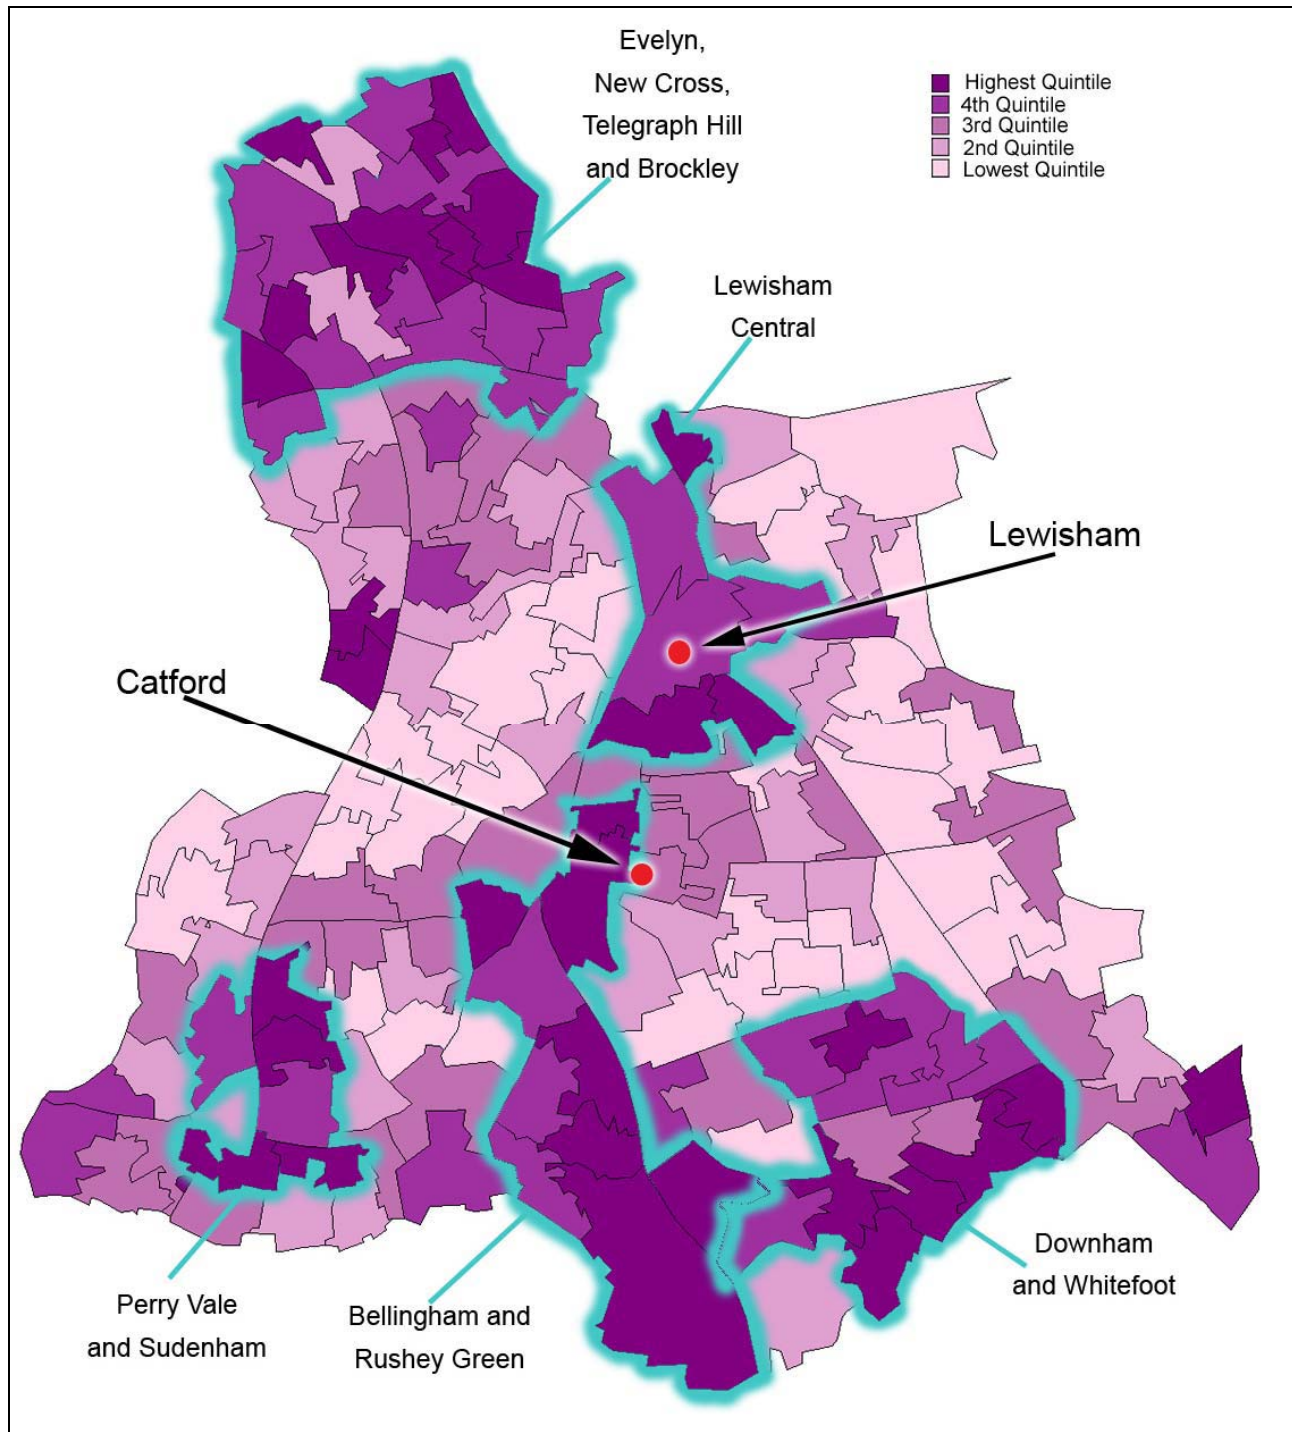 Evelyn,
New Cross,
Telegraph Hill
and Brockley
Highest Quintile
4th Quintile
3rd Quintile
2nd Quintile
Lowest Quintile
Lewisham
Central
Lewisham
Catford
Perry Vale
and Sudenham
Bellingham and
Rushey Green
Downham
and Whitefoot